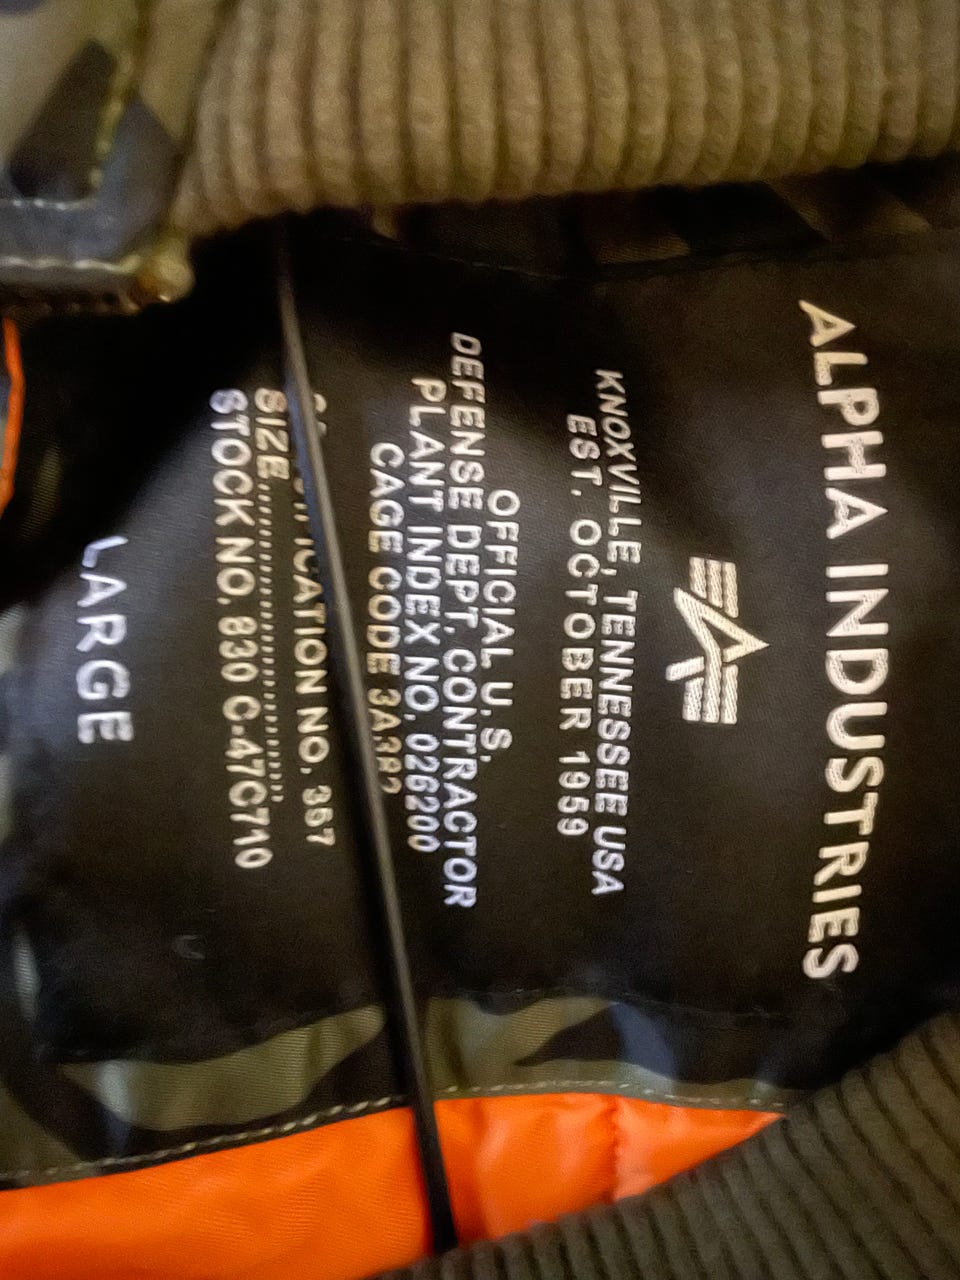 ALPHA INDUSTRIES
KNOXVILLE, TENNESSEE USA
EST. OCTOBER 1959
OFFICIAL U.S.
DEFENSE DEPT. CONTRACTOR
PLANT INDEX NO. 026200
CAGE CODE 3A382
NO. 357
SIZE
STOCK NO. 830 C-47C710
LARGE